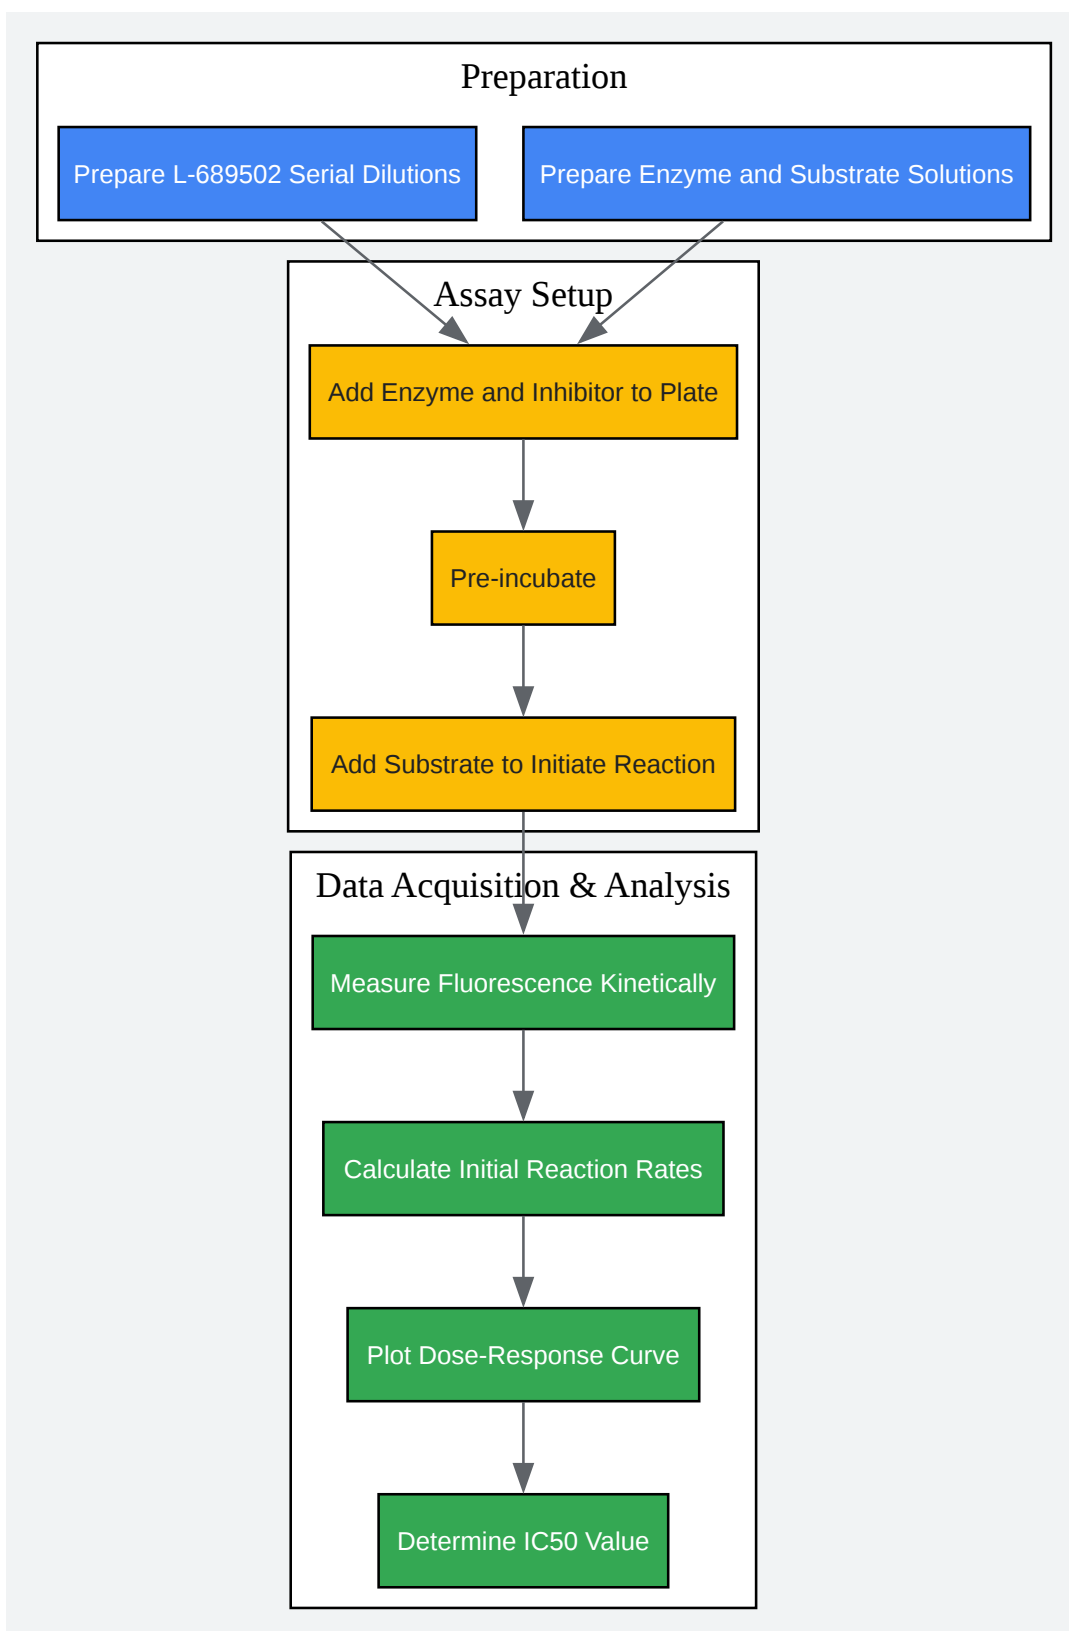 Preparation
Prepare L-689502 Serial Dilutions
Prepare Enzyme and Substrate Solutions
Assay Setup
Add Enzyme and Inhibitor to Plate
Pre-incubate
Add Substrate to Initiate Reaction
Data Acquisition & Analysis
Measure Fluorescence Kinetically
Calculate Initial Reaction Rates
Plot Dose-Response Curve
Determine IC50 Value